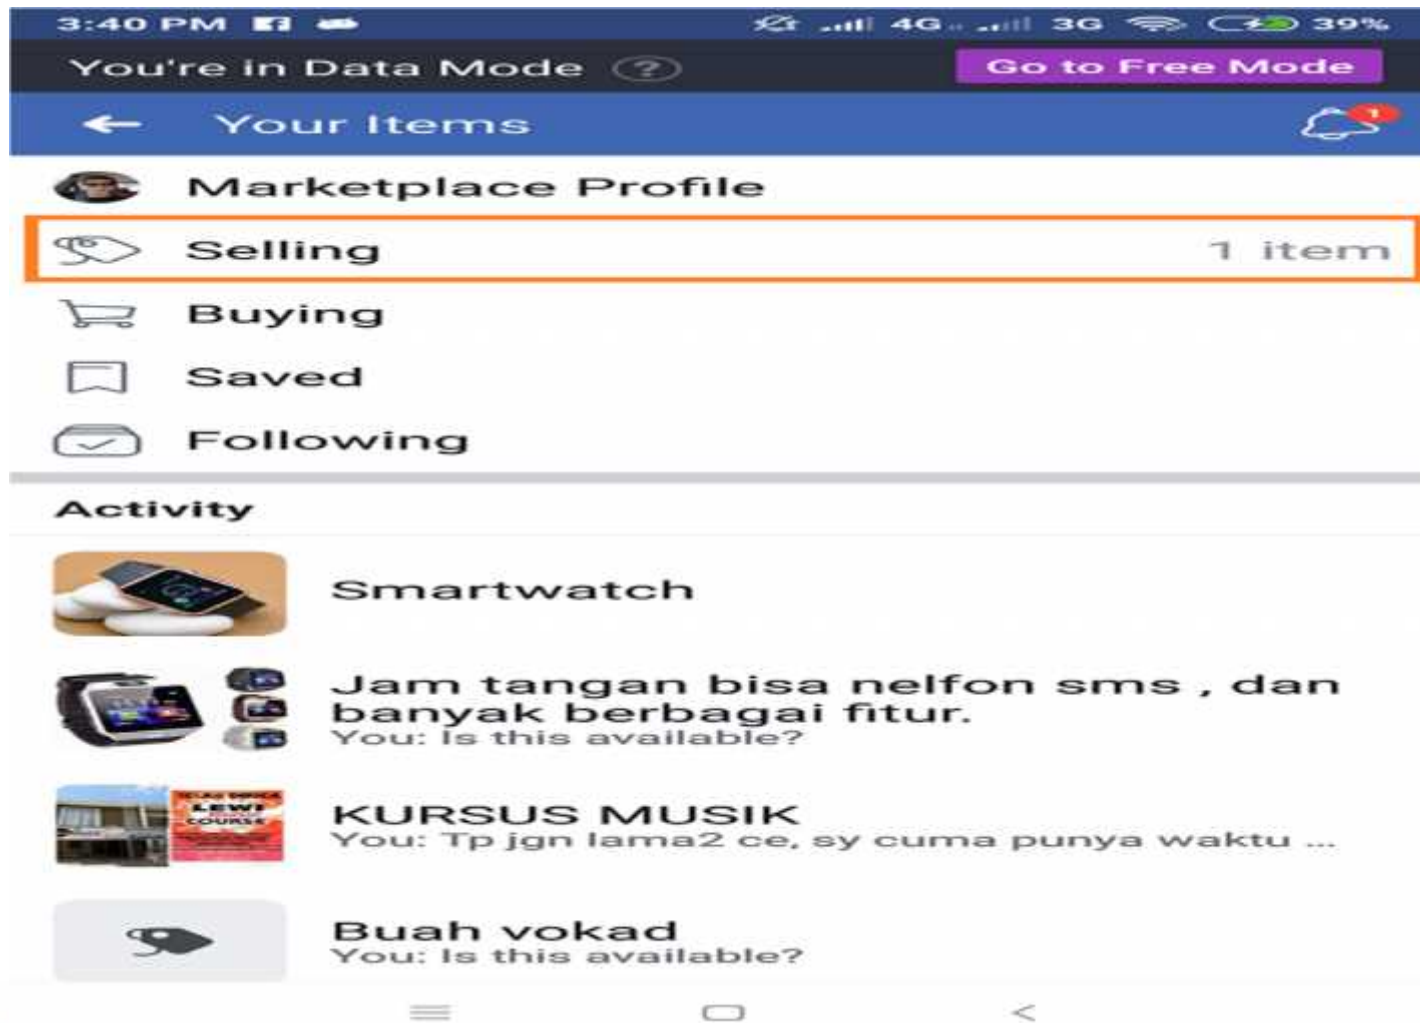 3:40 PM 4G 3G 39%
You're in Data Mode ? Go to Free Mode
Your Items 1
Marketplace Profile
Selling 1 item
Buying
Saved
Following
Activity
Smartwatch
Jam tangan bisa nelfon sms , dan
banyak berbagai fitur.
You: Is this available?
LEWI
COURSE
KURSUS MUSIK
You: Tp jgn lama2 ce, sy cuma punya waktu ...
Buah vokad
You: Is this available?